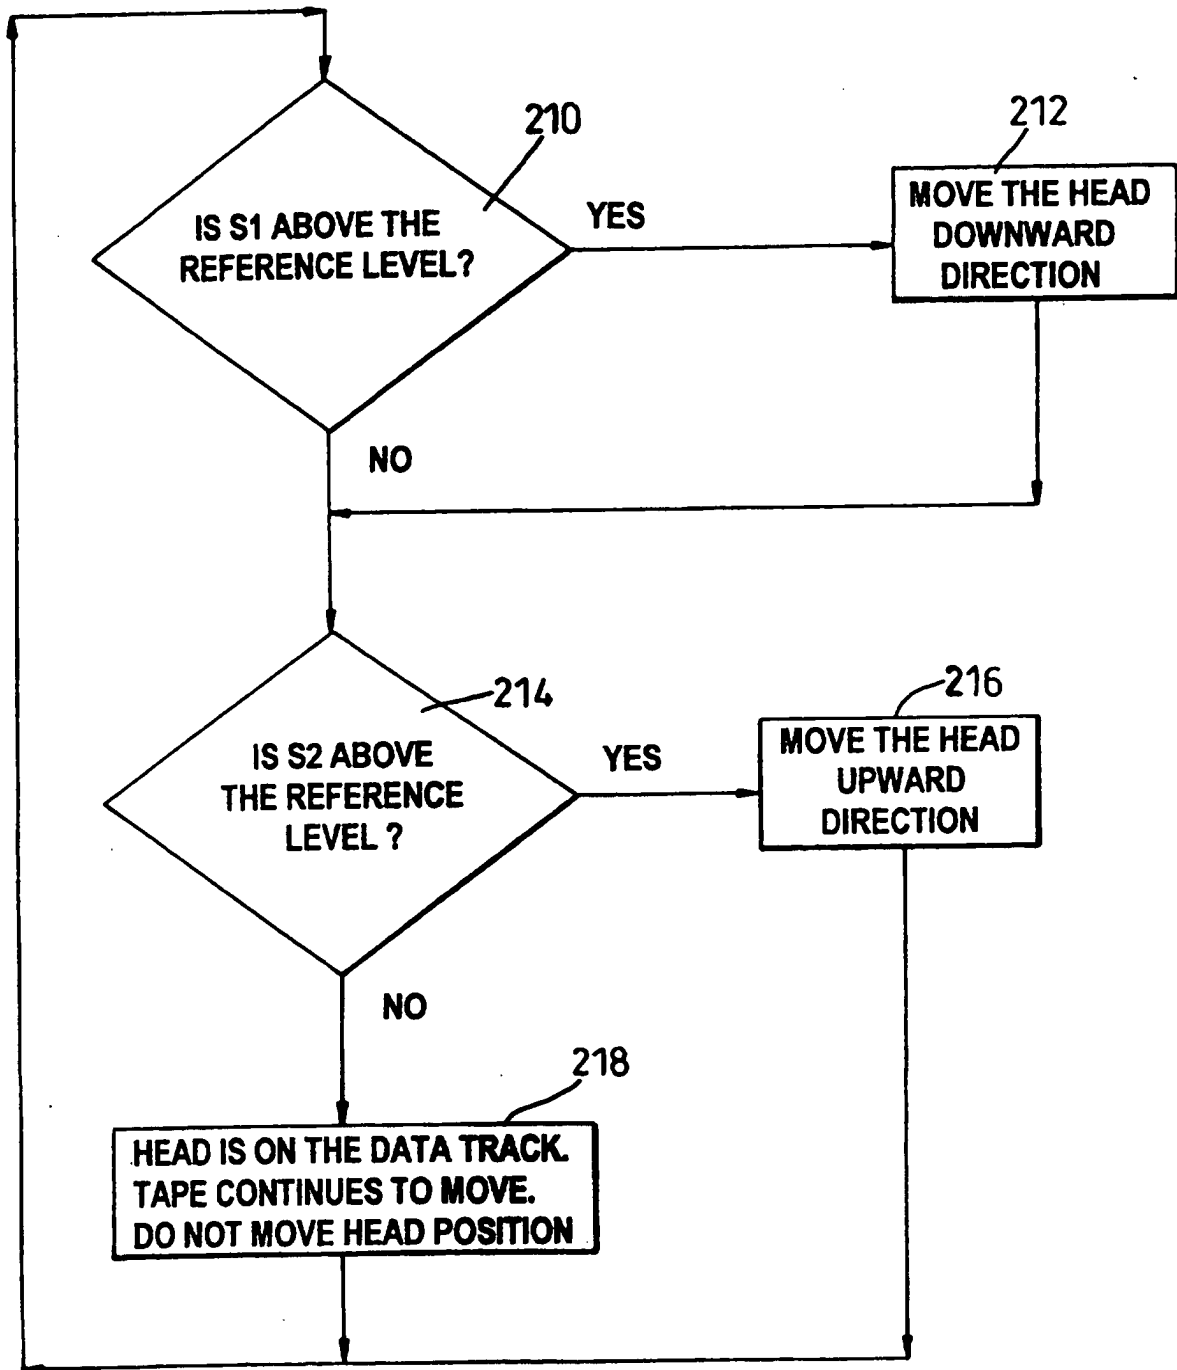 210
IS S1 ABOVE THE
REFERENCE LEVEL?
YES
212
MOVE THE HEAD
DOWNWARD
DIRECTION
NO
214
IS S2 ABOVE
THE REFERENCE
LEVEL ?
YES
216
MOVE THE HEAD
UPWARD
DIRECTION
NO
218
HEAD IS ON THE DATA TRACK.
TAPE CONTINUES TO MOVE.
DO NOT MOVE HEAD POSITION